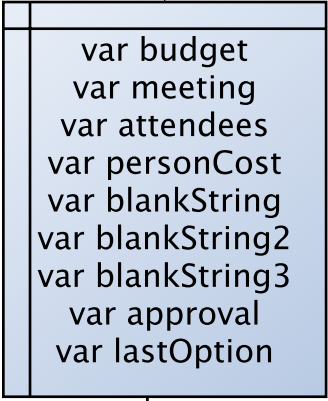 var budget
var meeting
var attendees
var personCost
var blankString
var blankString2
var blankString3
var approval
var lastOption